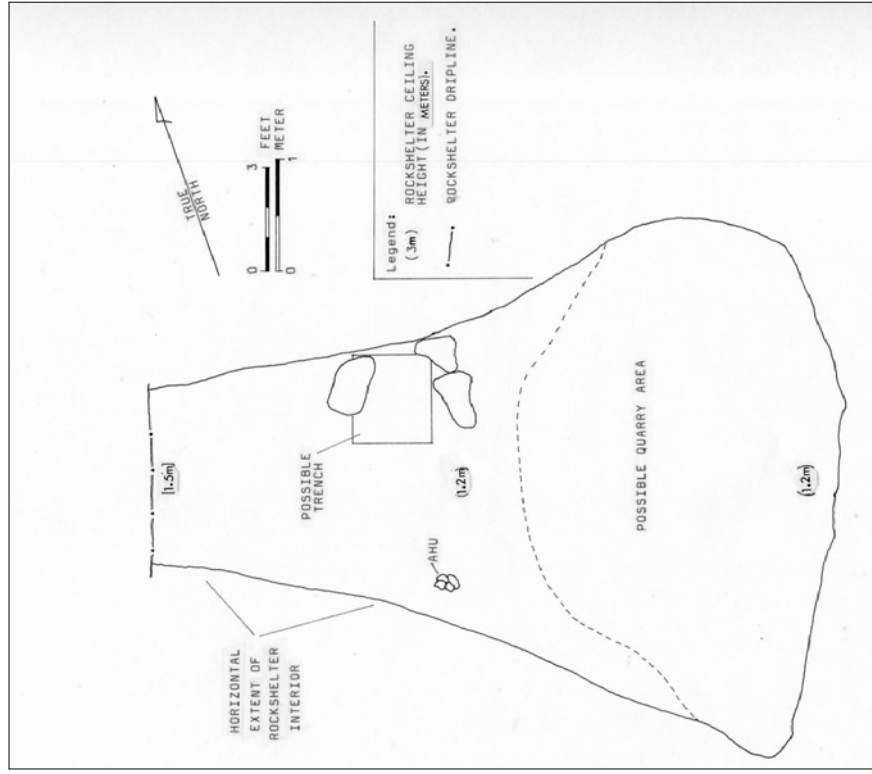 TRUE
NORTH
0 3 FEET
0 1 METER
Legend:
(3m) ROCKSHELTER CEILING
HEIGHT (IN METERS).
ROCKSHELTER DRIPLINE.
[1.5m]
POSSIBLE
TRENCH
(1.2m)
AHU
POSSIBLE QUARRY AREA
(1.2m)
HORIZONTAL
EXTENT OF
ROCKSHELTER
INTERIOR